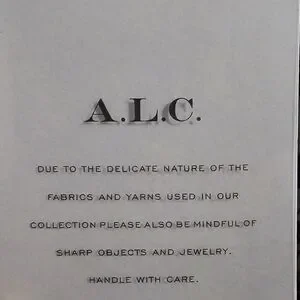 A.L.C.
DUE TO THE DELICATE NATURE OF THE
FABRICS AND YARNS USED IN OUR
COLLECTION PLEASE ALSO BE MINDFUL OF
SHARP OBJECTS AND JEWELRY.
HANDLE WITH CARE.